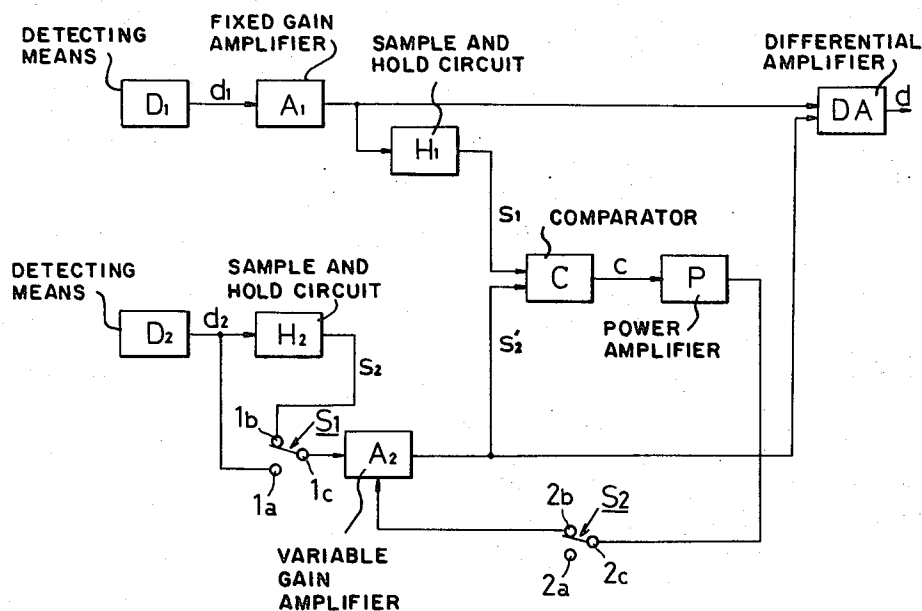 DETECTING
MEANS
FIXED GAIN
AMPLIFIER
SAMPLE AND
HOLD CIRCUIT
DIFFERENTIAL
AMPLIFIER
D1
d1
A1
H1
DA
d
S1
COMPARATOR
C
c
P
POWER
AMPLIFIER
DETECTING
MEANS
SAMPLE AND
HOLD CIRCUIT
D2
d2
H2
S2
S2'
1b
S1
1a
1c
A2
VARIABLE
GAIN
AMPLIFIER
2b
S2
2a
2c